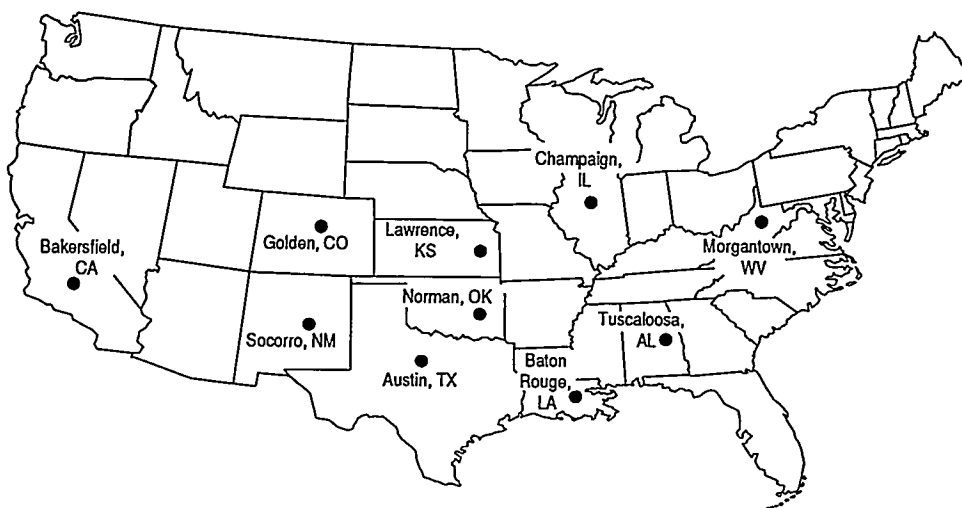 Champaign,
IL
Bakersfield,
CA
Golden, CO
Lawrence,
KS
Morgantown,
WV
Norman, OK
Socorro, NM
Tuscaloosa,
AL
Austin, TX
Baton
Rouge,
LA